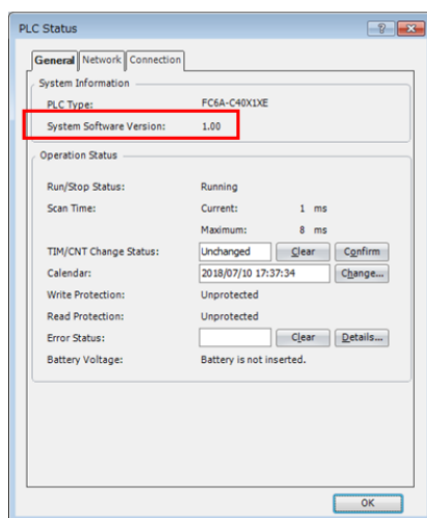 PLC Status
General Network Connection
System Information
PLC Type: FC6A-C40X1XE
System Software Version: 1.00
Operation Status
Run/Stop Status: Running
Scan Time: Current: 1 ms
Maximum: 8 ms
TIM/CNT Change Status: Unchanged Clear Confirm
Calendar: 2018/07/10 17:37:34 Change...
Write Protection: Unprotected
Read Protection: Unprotected
Error Status: Clear Details...
Battery Voltage: Battery is not inserted.
OK